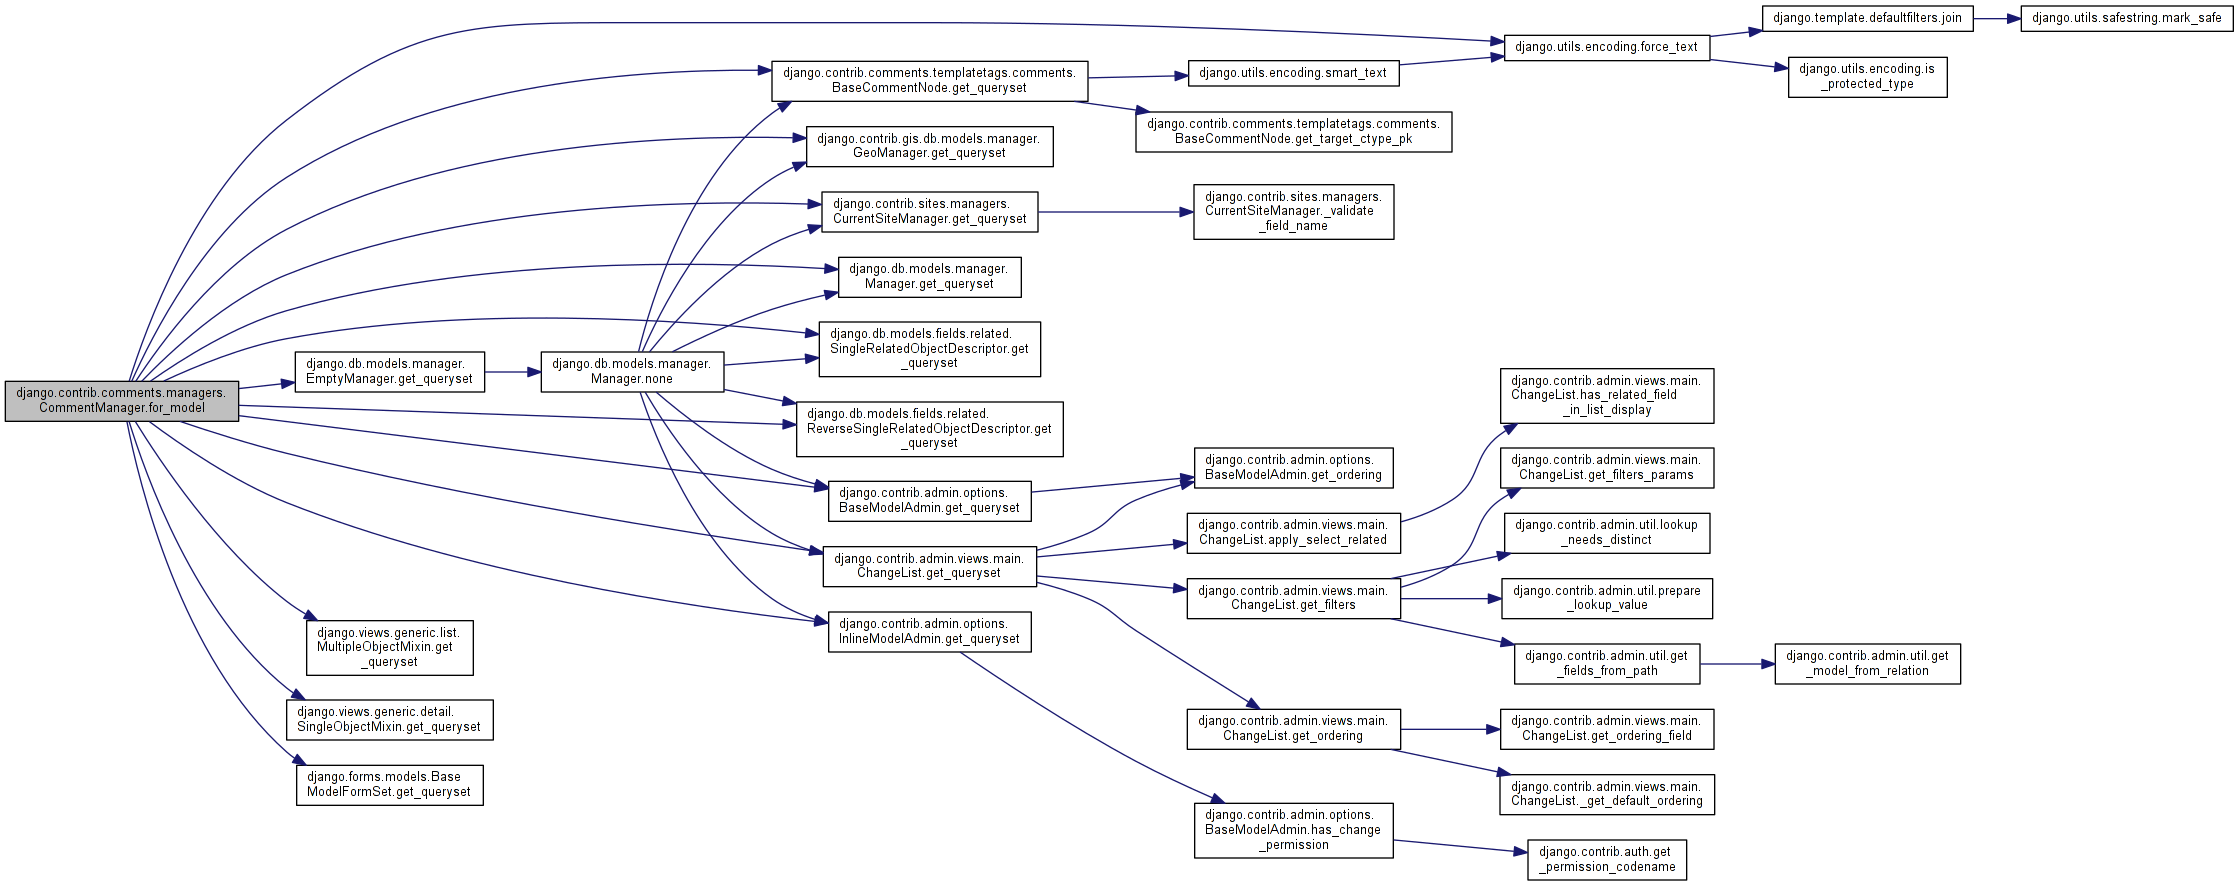 django.contrib.comments.managers.
CommentManager.for_model
django.db.models.manager.
EmptyManager.get_queryset
django.views.generic.list.
MultipleObjectMixin.get
_queryset
django.views.generic.detail.
SingleObjectMixin.get_queryset
django.forms.models.Base
ModelFormSet.get_queryset
django.db.models.manager.
Manager.none
django.contrib.comments.templatetags.comments.
BaseCommentNode.get_queryset
django.contrib.gis.db.models.manager.
GeoManager.get_queryset
django.contrib.sites.managers.
CurrentSiteManager.get_queryset
django.db.models.manager.
Manager.get_queryset
django.db.models.fields.related.
SingleRelatedObjectDescriptor.get
_queryset
django.db.models.fields.related.
ReverseSingleRelatedObjectDescriptor.get
_queryset
django.contrib.admin.options.
BaseModelAdmin.get_queryset
django.contrib.admin.views.main.
ChangeList.get_queryset
django.contrib.admin.options.
InlineModelAdmin.get_queryset
django.utils.encoding.smart_text
django.contrib.comments.templatetags.comments.
BaseCommentNode.get_target_ctype_pk
django.contrib.sites.managers.
CurrentSiteManager._validate
_field_name
django.contrib.admin.options.
BaseModelAdmin.get_ordering
django.contrib.admin.views.main.
ChangeList.apply_select_related
django.contrib.admin.views.main.
ChangeList.get_filters
django.contrib.admin.views.main.
ChangeList.get_ordering
django.contrib.admin.options.
BaseModelAdmin.has_change
_permission
django.utils.encoding.force_text
django.contrib.admin.views.main.
ChangeList.has_related_field
_in_list_display
django.contrib.admin.views.main.
ChangeList.get_filters_params
django.contrib.admin.util.lookup
_needs_distinct
django.contrib.admin.util.prepare
_lookup_value
django.contrib.admin.util.get
_fields_from_path
django.contrib.admin.views.main.
ChangeList.get_ordering_field
django.contrib.admin.views.main.
ChangeList._get_default_ordering
django.contrib.auth.get
_permission_codename
django.template.defaultfilters.join
django.utils.encoding.is
_protected_type
django.contrib.admin.util.get
_model_from_relation
django.utils.safestring.mark_safe